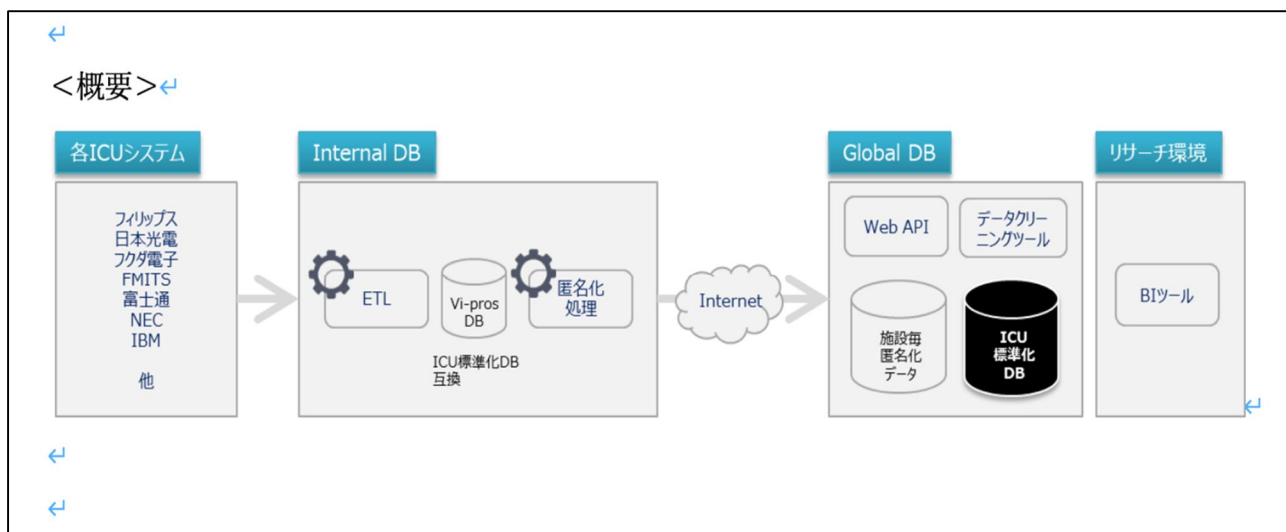 ＜概要＞
各ICUシステム
フィリップス
日本光電
フクダ電子
FMITS
富士通
NEC
IBM
他
Internal DB
ETL
Vi-pros
DB
匿名化
処理
ICU標準化DB
互換
Internet
Global DB
Web API
データクリー
ニングツール
施設毎
匿名化
データ
ICU
標準化
DB
リサーチ環境
BIツール